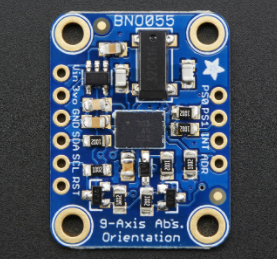 BNO055
Vin
3vo
GND
SDA
SCL
RST
PS0
PS1
INT
ADR
9-Axis Abs.
Orientation